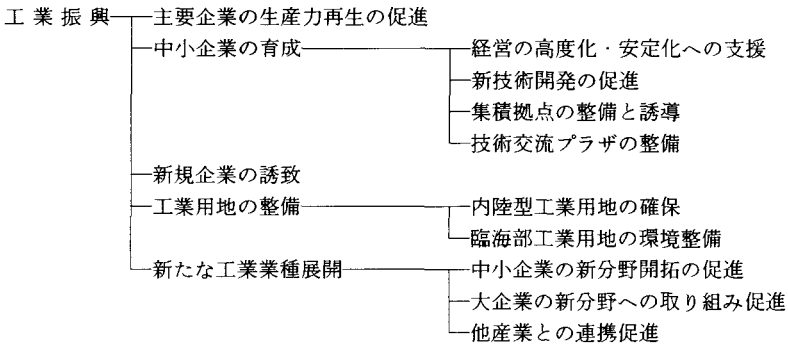 工業振興 主要企業の生産力再生の促進
中小企業の育成 経営の高度化・安定化への支援
新技術開発の促進
集積拠点の整備と誘導
技術交流プラザの整備
新規企業の誘致
工業用地の整備 内陸型工業用地の確保
臨海部工業用地の環境整備
新たな工業業種展開 中小企業の新分野開拓の促進
大企業の新分野への取り組み促進
他産業との連携促進